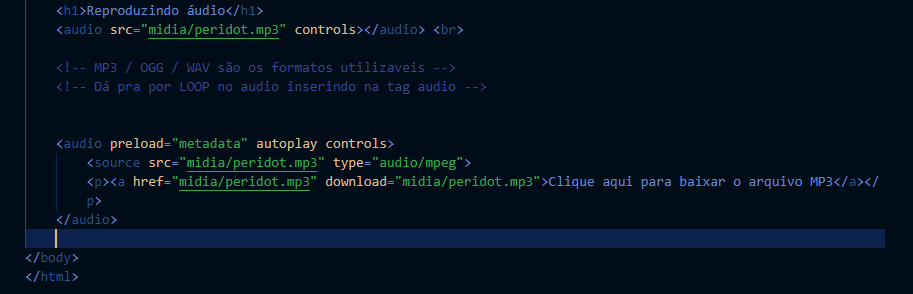 <h1>Reproduzindo áudio</h1>
<audio src="midia/peridot.mp3" controls></audio> <br>
<!-- MP3 / OGG / WAV são os formatos utilizaveis -->
<!-- Dá pra por LOOP no audio inserindo na tag audio -->
<audio preload="metadata" autoplay controls>
<source src="midia/peridot.mp3" type="audio/mpeg">
<p><a href="midia/peridot.mp3" download="midia/peridot.mp3">Clique aqui para baixar o arquivo MP3</a></
p>
</audio>
</body>
</html>